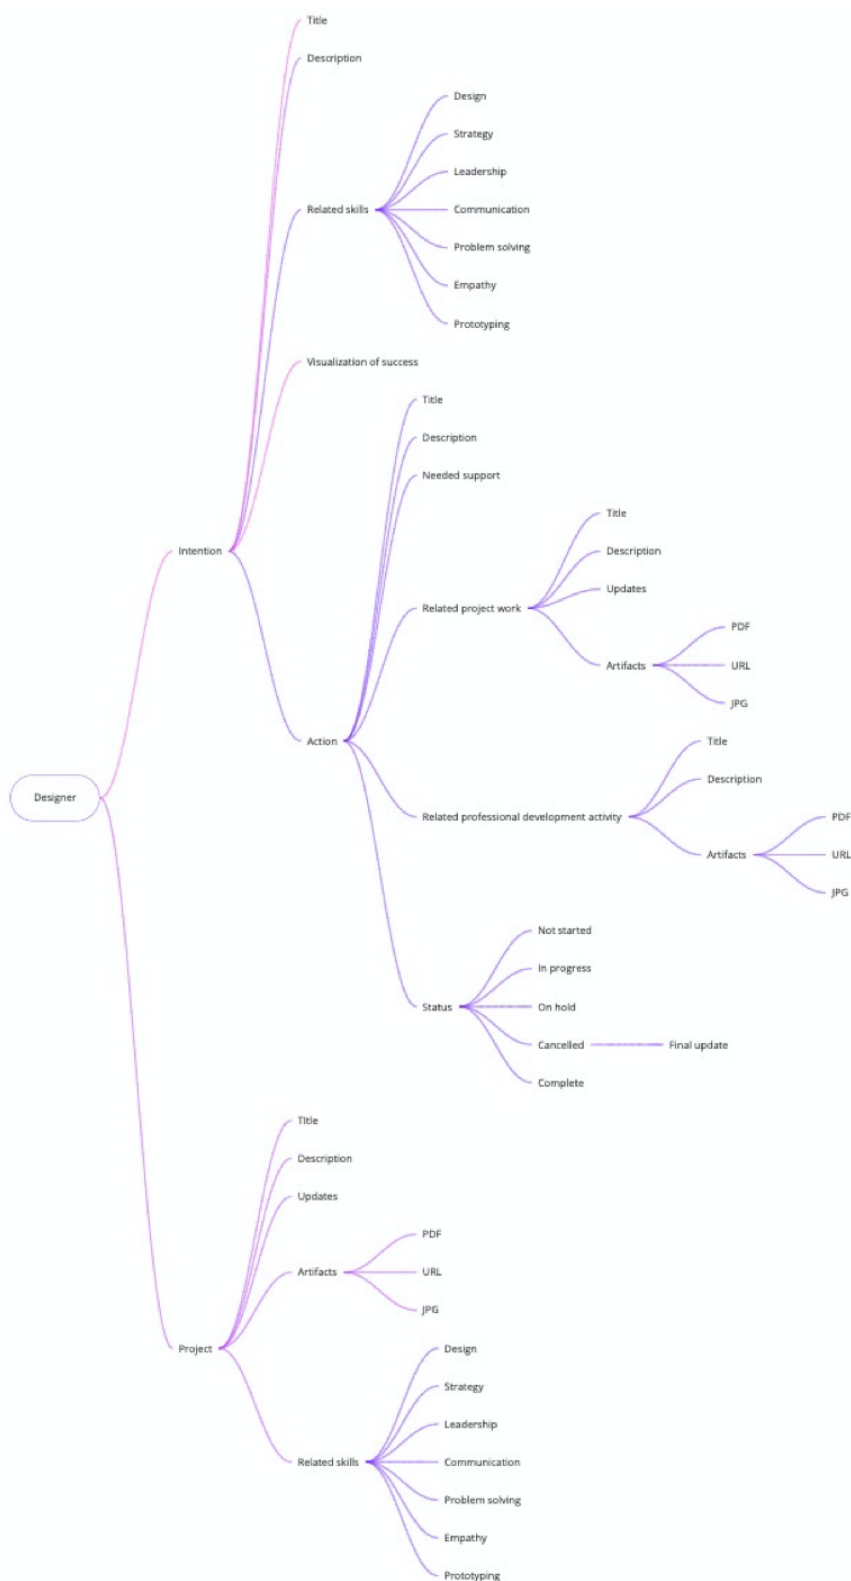 Title
Description
Design
Strategy
Leadership
Related skills
Communication
Problem solving
Empathy
Prototyping
Visualization of success
Title
Description
Needed support
Title
Intention
Description
Updates
Related project work
PDF
Artifacts
URL
JPG
Action
Title
Description
Designer
Related professional development activity
PDF
Artifacts
URL
JPG
Not started
In progress
Status
On hold
Cancelled
Final update
Complete
Title
Description
Updates
PDF
Artifacts
URL
JPG
Project
Design
Strategy
Leadership
Related skills
Communication
Problem solving
Empathy
Prototyping